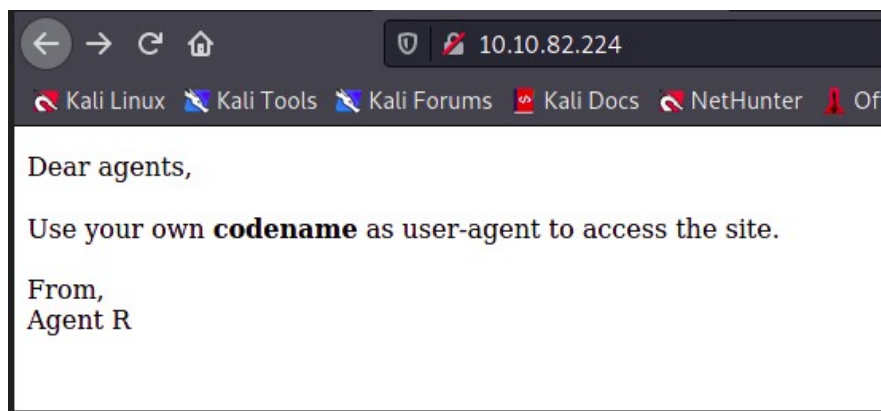 10.10.82.224
Kali Linux Kali Tools Kali Forums Kali Docs NetHunter Of
Dear agents,
Use your own codename as user-agent to access the site.
From,
Agent R